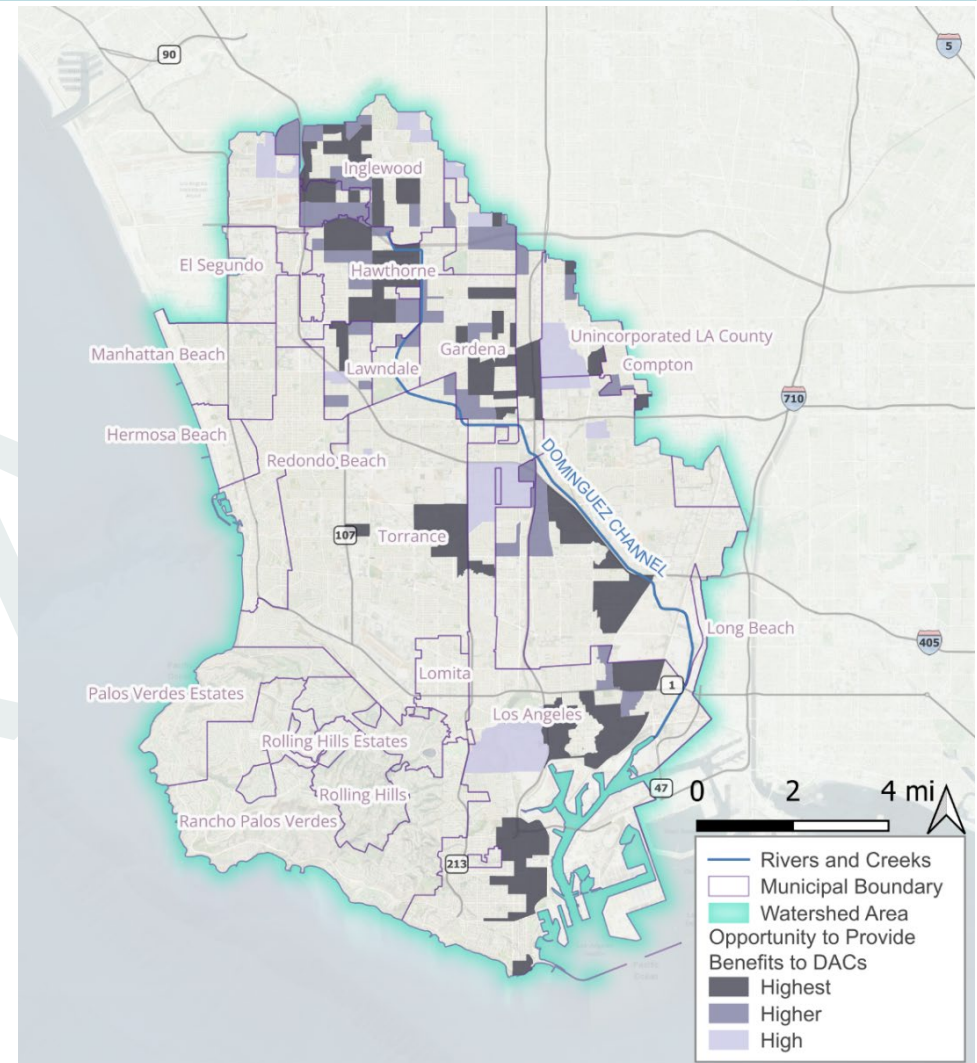 90
5
Inglewood
El Segundo
Hawthorne
Manhattan Beach
Lawndale
Gardena
Unincorporated LA County
Compton
710
Hermosa Beach
Redondo Beach
DOMINGUEZ CHANNEL
107
Torrance
Long Beach
405
Lomita
1
Palos Verdes Estates
Los Angeles
Rolling Hills Estates
Rolling Hills
47
Rancho Palos Verdes
213
0 2 4 mi
Rivers and Creeks
Municipal Boundary
Watershed Area
Opportunity to Provide
Benefits to DACs
Highest
Higher
High